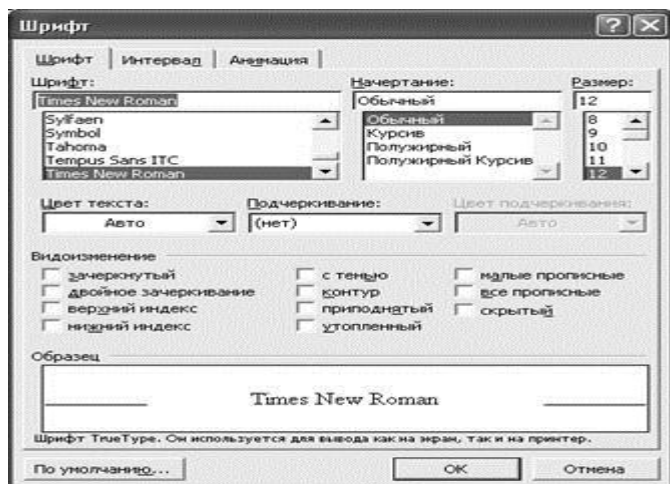 Шрифт
Шрифт Интервал Анимация
Шрифт: Начертание: Размер:
Times New Roman Обычный 12
Sylfaen Обычный 8
Symbol Курсив 9
Tahoma Полужирный 10
Tempus Sans ITC Полужирный Курсив 11
Times New Roman 12
Цвет текста: Подчеркивание: Цвет подчеркивания:
Авто (нет) Авто
Видоизменение
зачеркнутый с тенью малые прописные
двойное зачеркивание контур все прописные
верхний индекс приподнятый скрытый
нижний индекс утопленный
Образец
Times New Roman
Шрифт TrueType. Он используется для вывода как на экран, так и на принтер.
По умолчанию... ОК Отмена